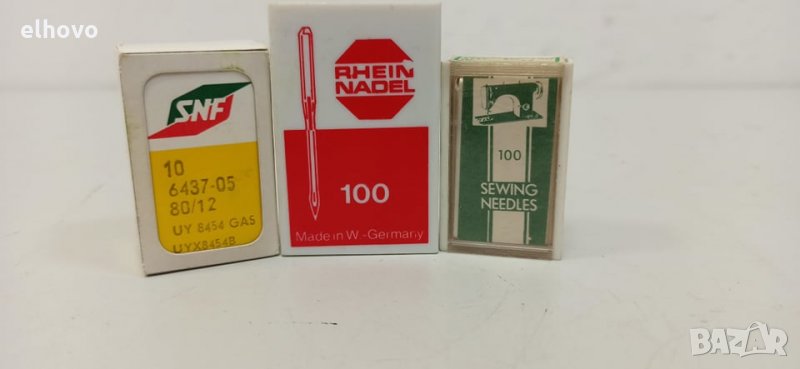 elhovo
SNF
10
6437-05
80/12
UY 8454 GAS
UYX8454B
RHEIN
NADEL
100
Made in W.-Germany
100
SEWING
NEEDLES
BAZAR